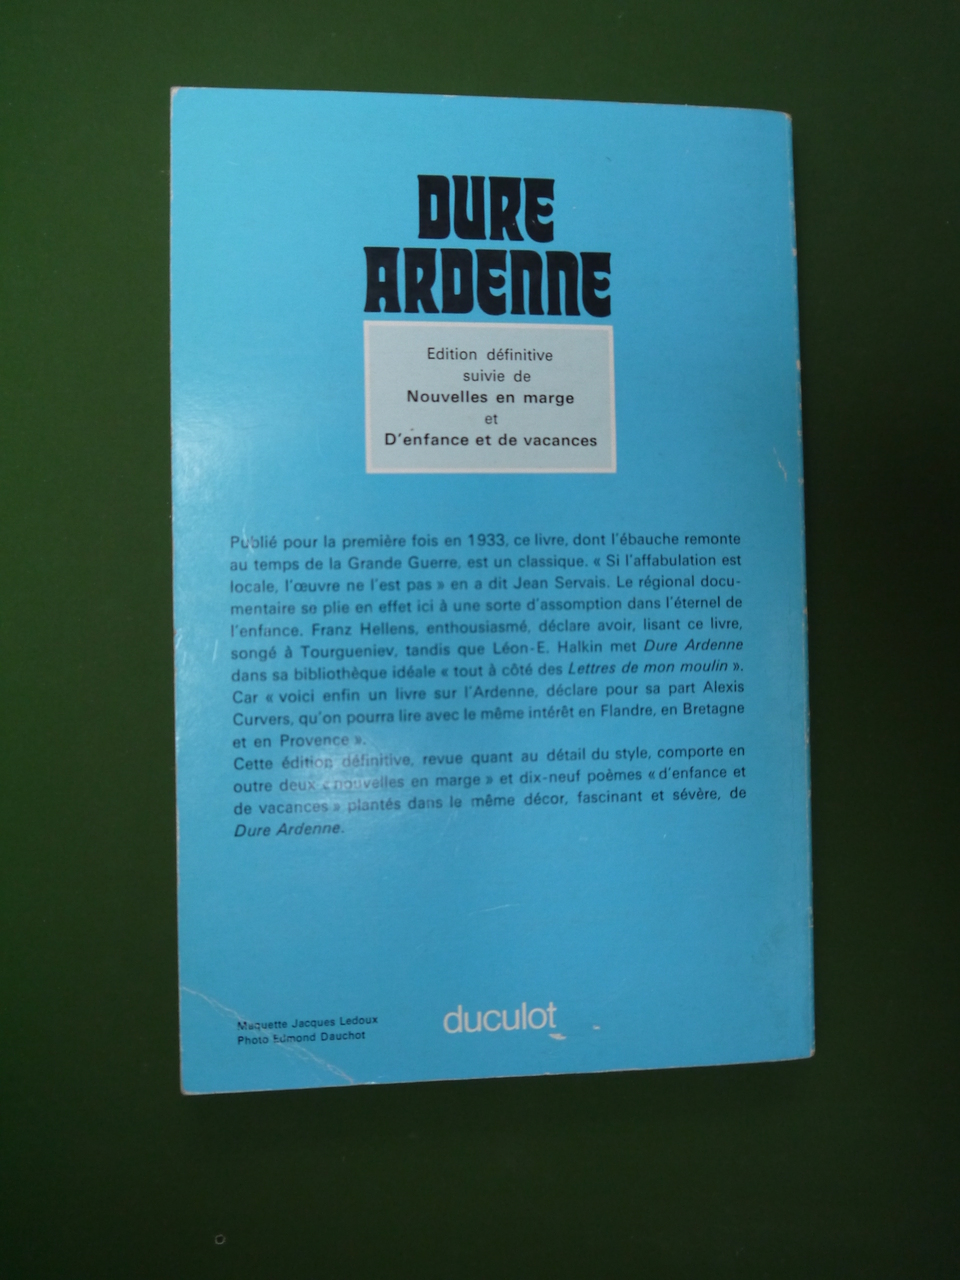 DURE
ARDENNE
Edition définitive
suivie de
Nouvelles en marge
et
D'enfance et de vacances
Publié pour la première fois en 1933, ce livre, dont l'ébauche remonte
au temps de la Grande Guerre, est un classique. « Si l'affabulation est
locale, l'œuvre ne l'est pas » en a dit Jean Servais. Le régional docu-
mentaire se plie en effet ici à une sorte d'assomption dans l'éternel de
l'enfance. Franz Hellens, enthousiasmé, déclare avoir, lisant ce livre,
songé à Tourgueniev, tandis que Léon-E. Halkin met Dure Ardenne
dans sa bibliothèque idéale « tout à côté des Lettres de mon moulin ».
Car « voici enfin un livre sur l'Ardenne, déclare pour sa part Alexis
Curvers, qu'on pourra lire avec le même intérêt en Flandre, en Bretagne
et en Provence ».
Cette édition définitive, revue quant au détail du style, comporte en
outre deux « nouvelles en marge » et dix-neuf poèmes « d'enfance et
de vacances » plantés dans le même décor, fascinant et sévère, de
Dure Ardenne.
Maquette Jacques Ledoux
Photo Edmond Dauchot
duculot